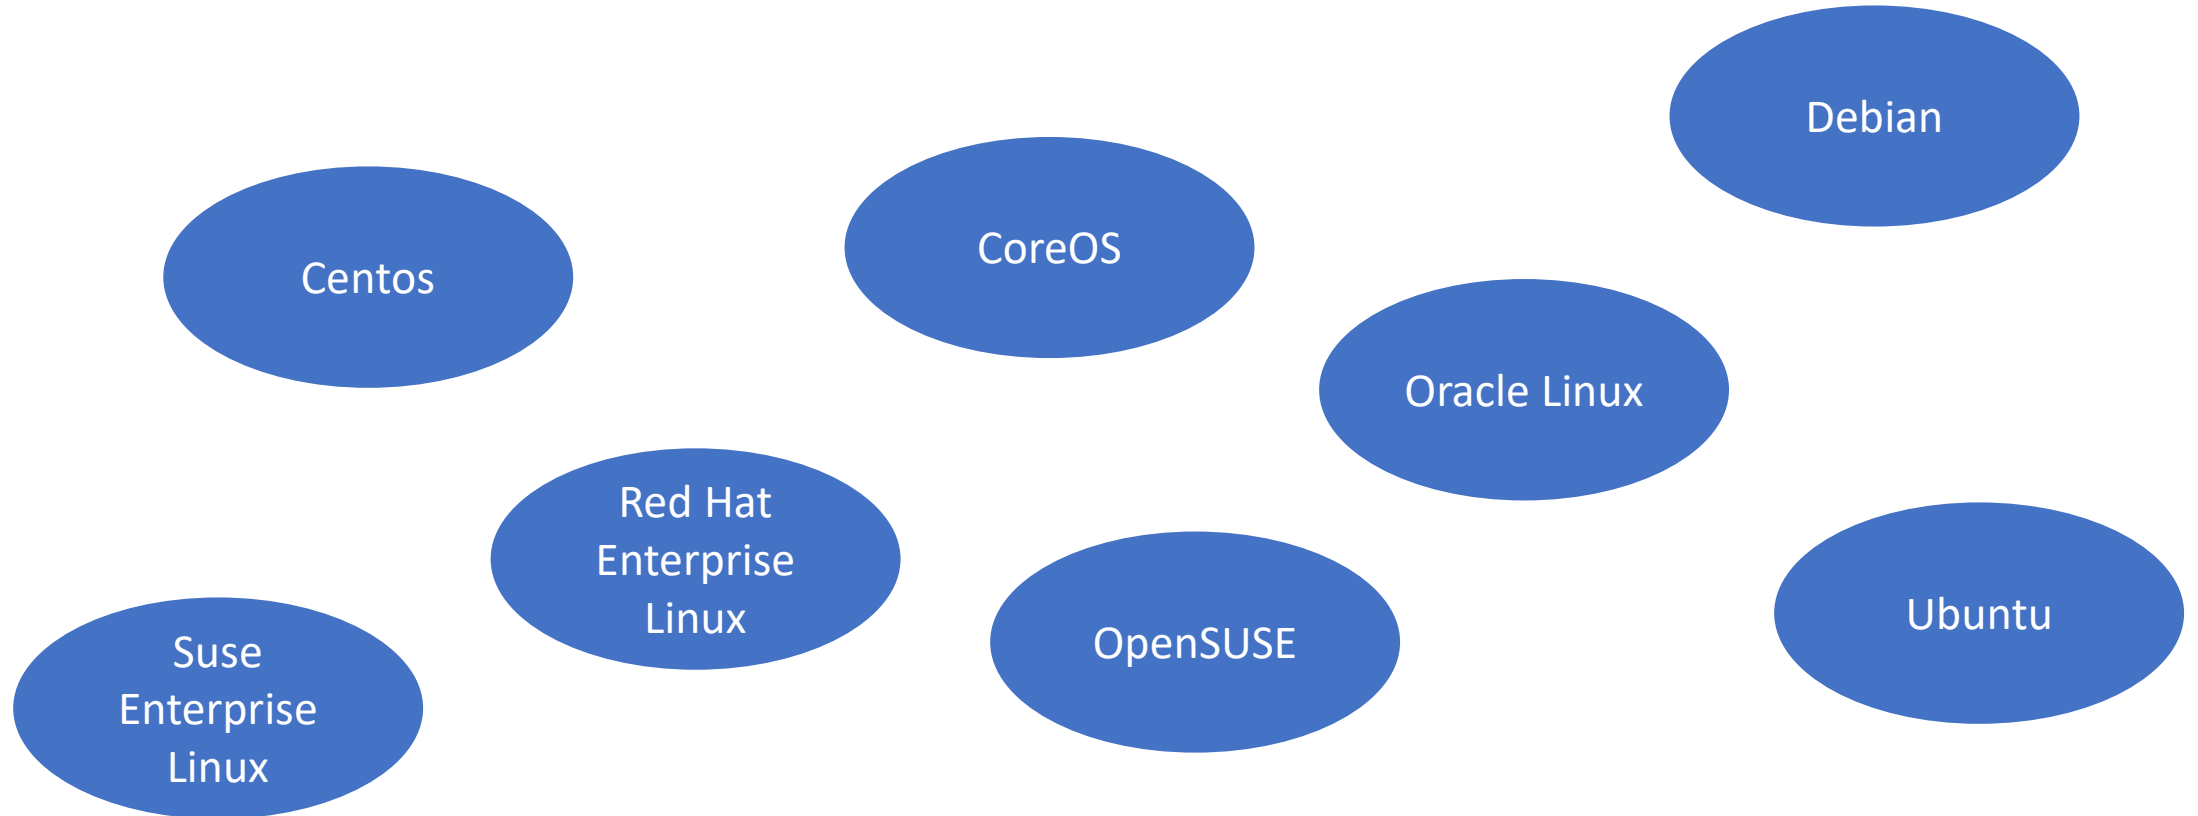 Debian
CoreOS
Centos
Oracle Linux
Red Hat
Enterprise
Linux
Ubuntu
OpenSUSE
Suse
Enterprise
Linux